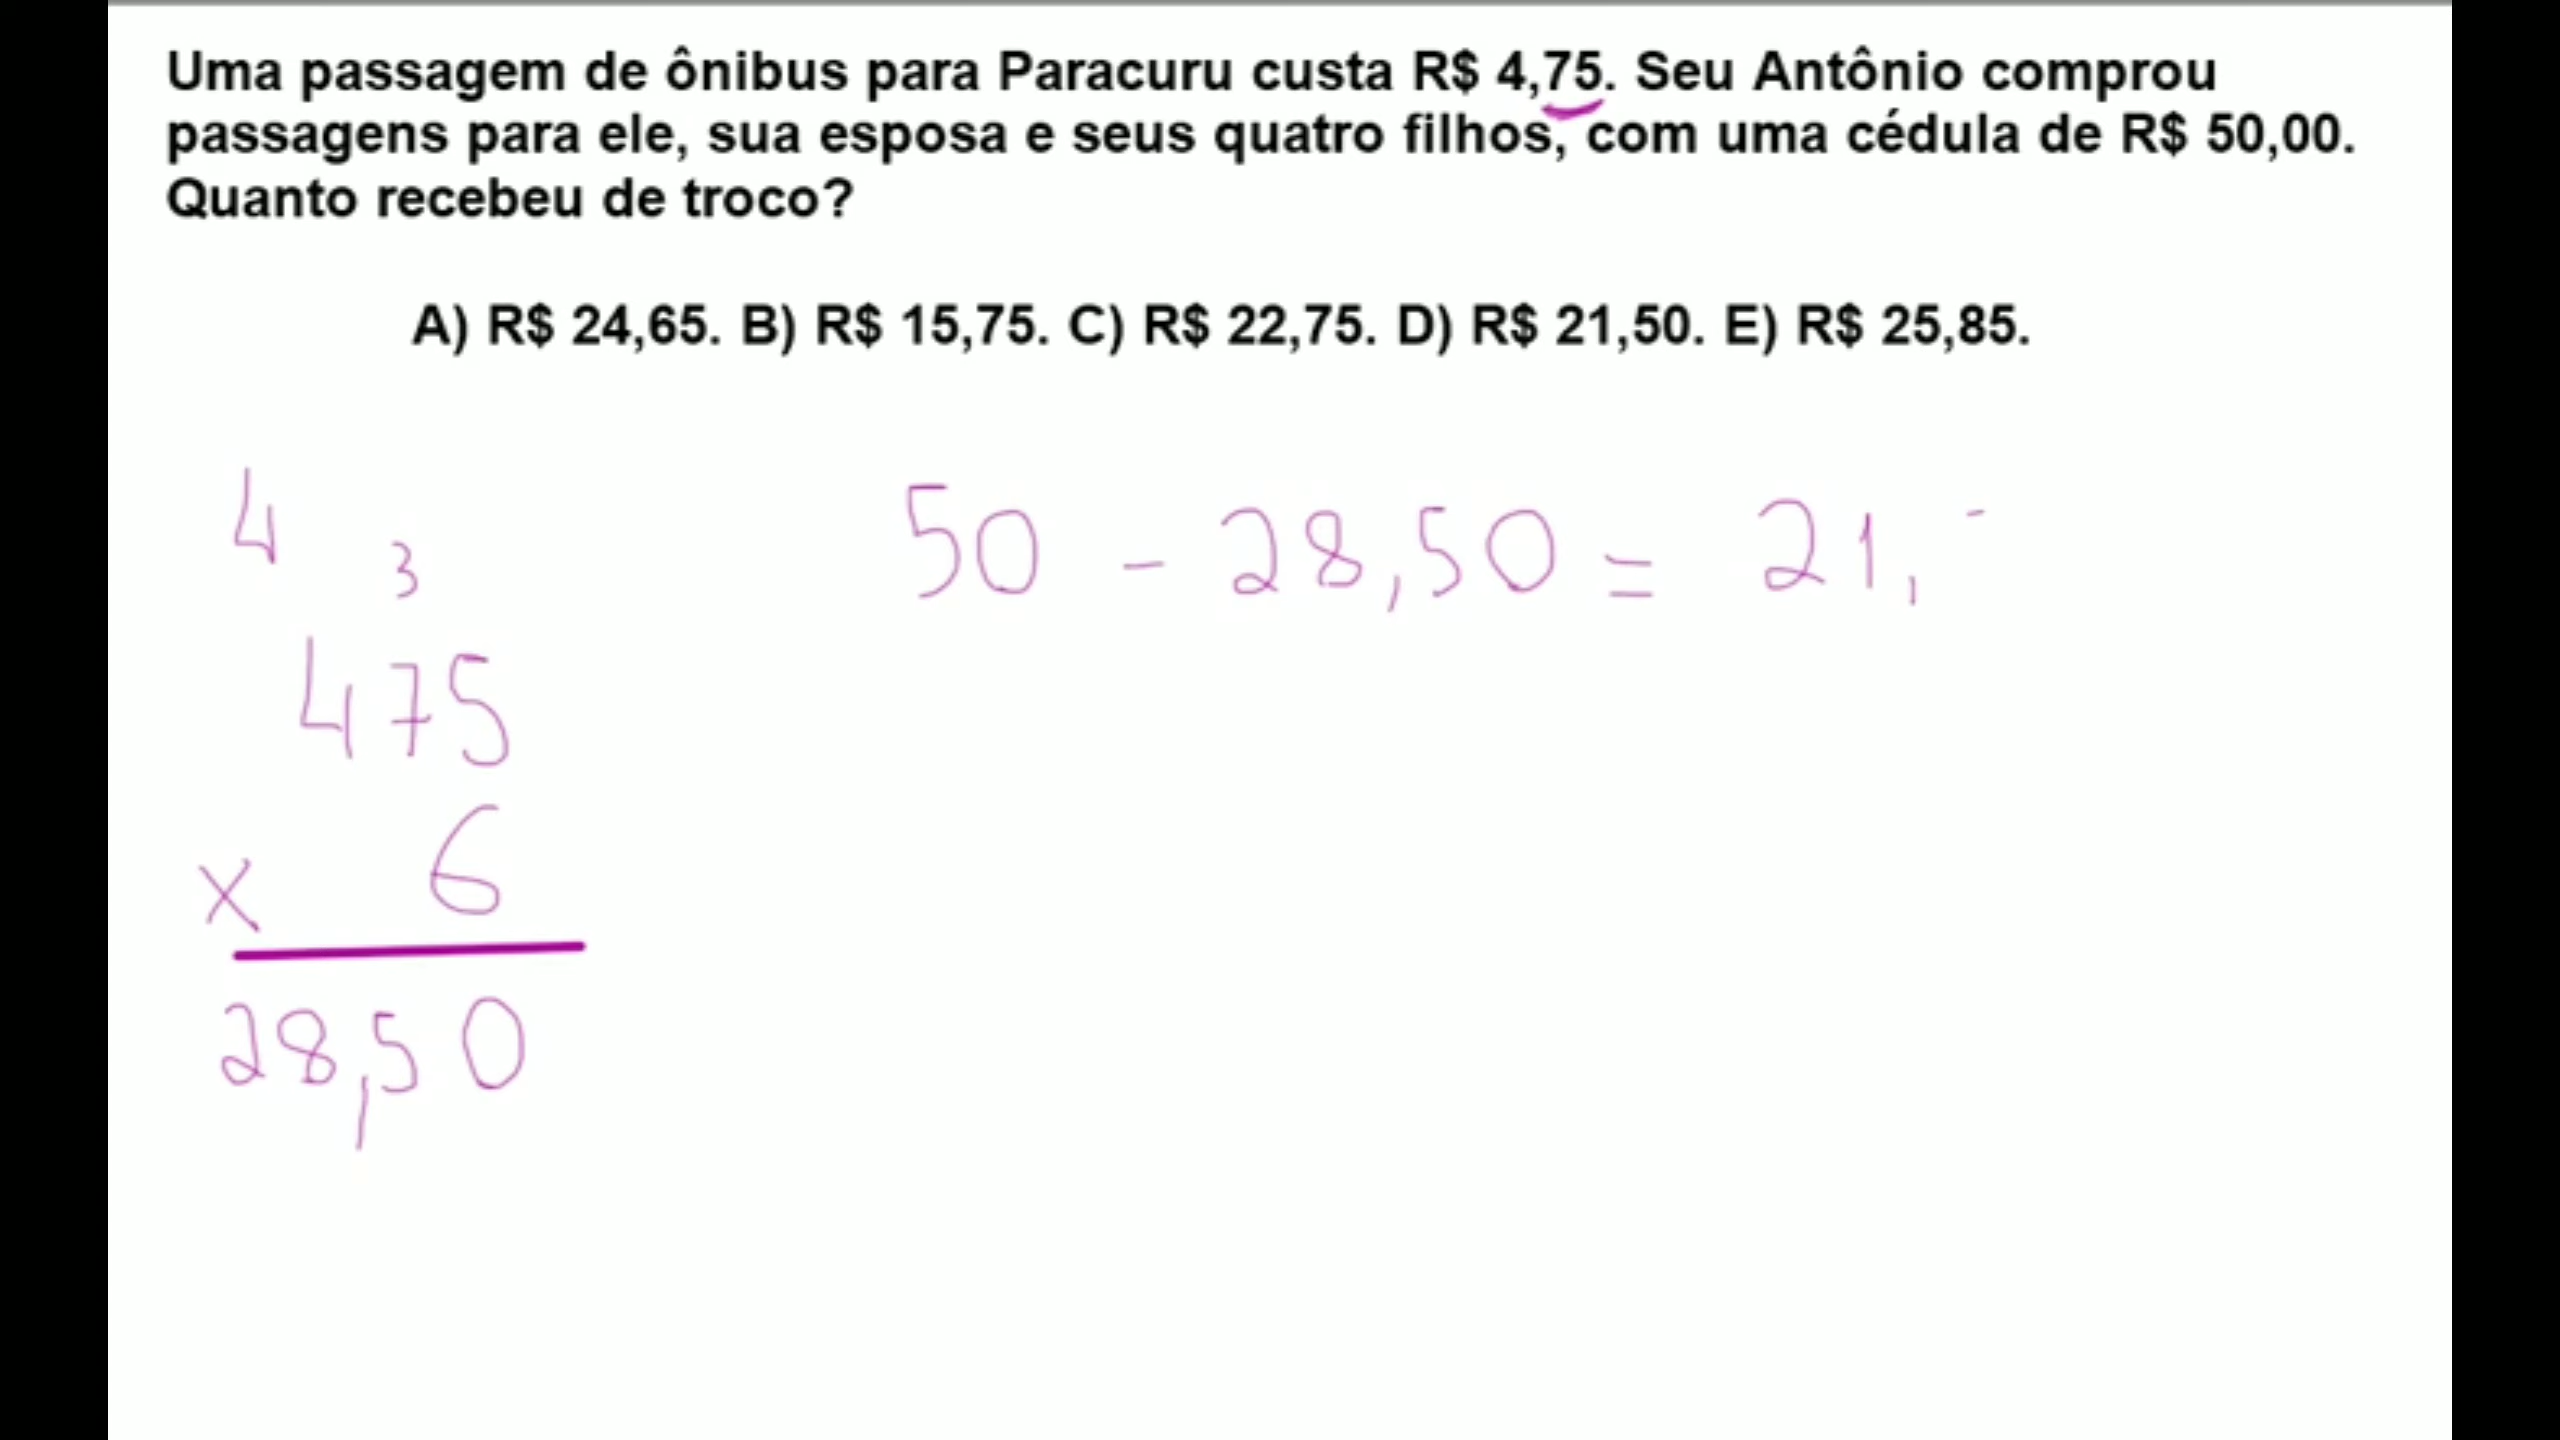 Uma passagem de ônibus para Paracuru custa R$ 4,75. Seu Antônio comprou
passagens para ele, sua esposa e seus quatro filhos, com uma cédula de R$ 50,00.
Quanto recebeu de troco?
A) R$ 24,65. B) R$ 15,75. C) R$ 22,75. D) R$ 21,50. E) R$ 25,85.
4 3
475
x 6
28,50
50 - 28,50 = 21,